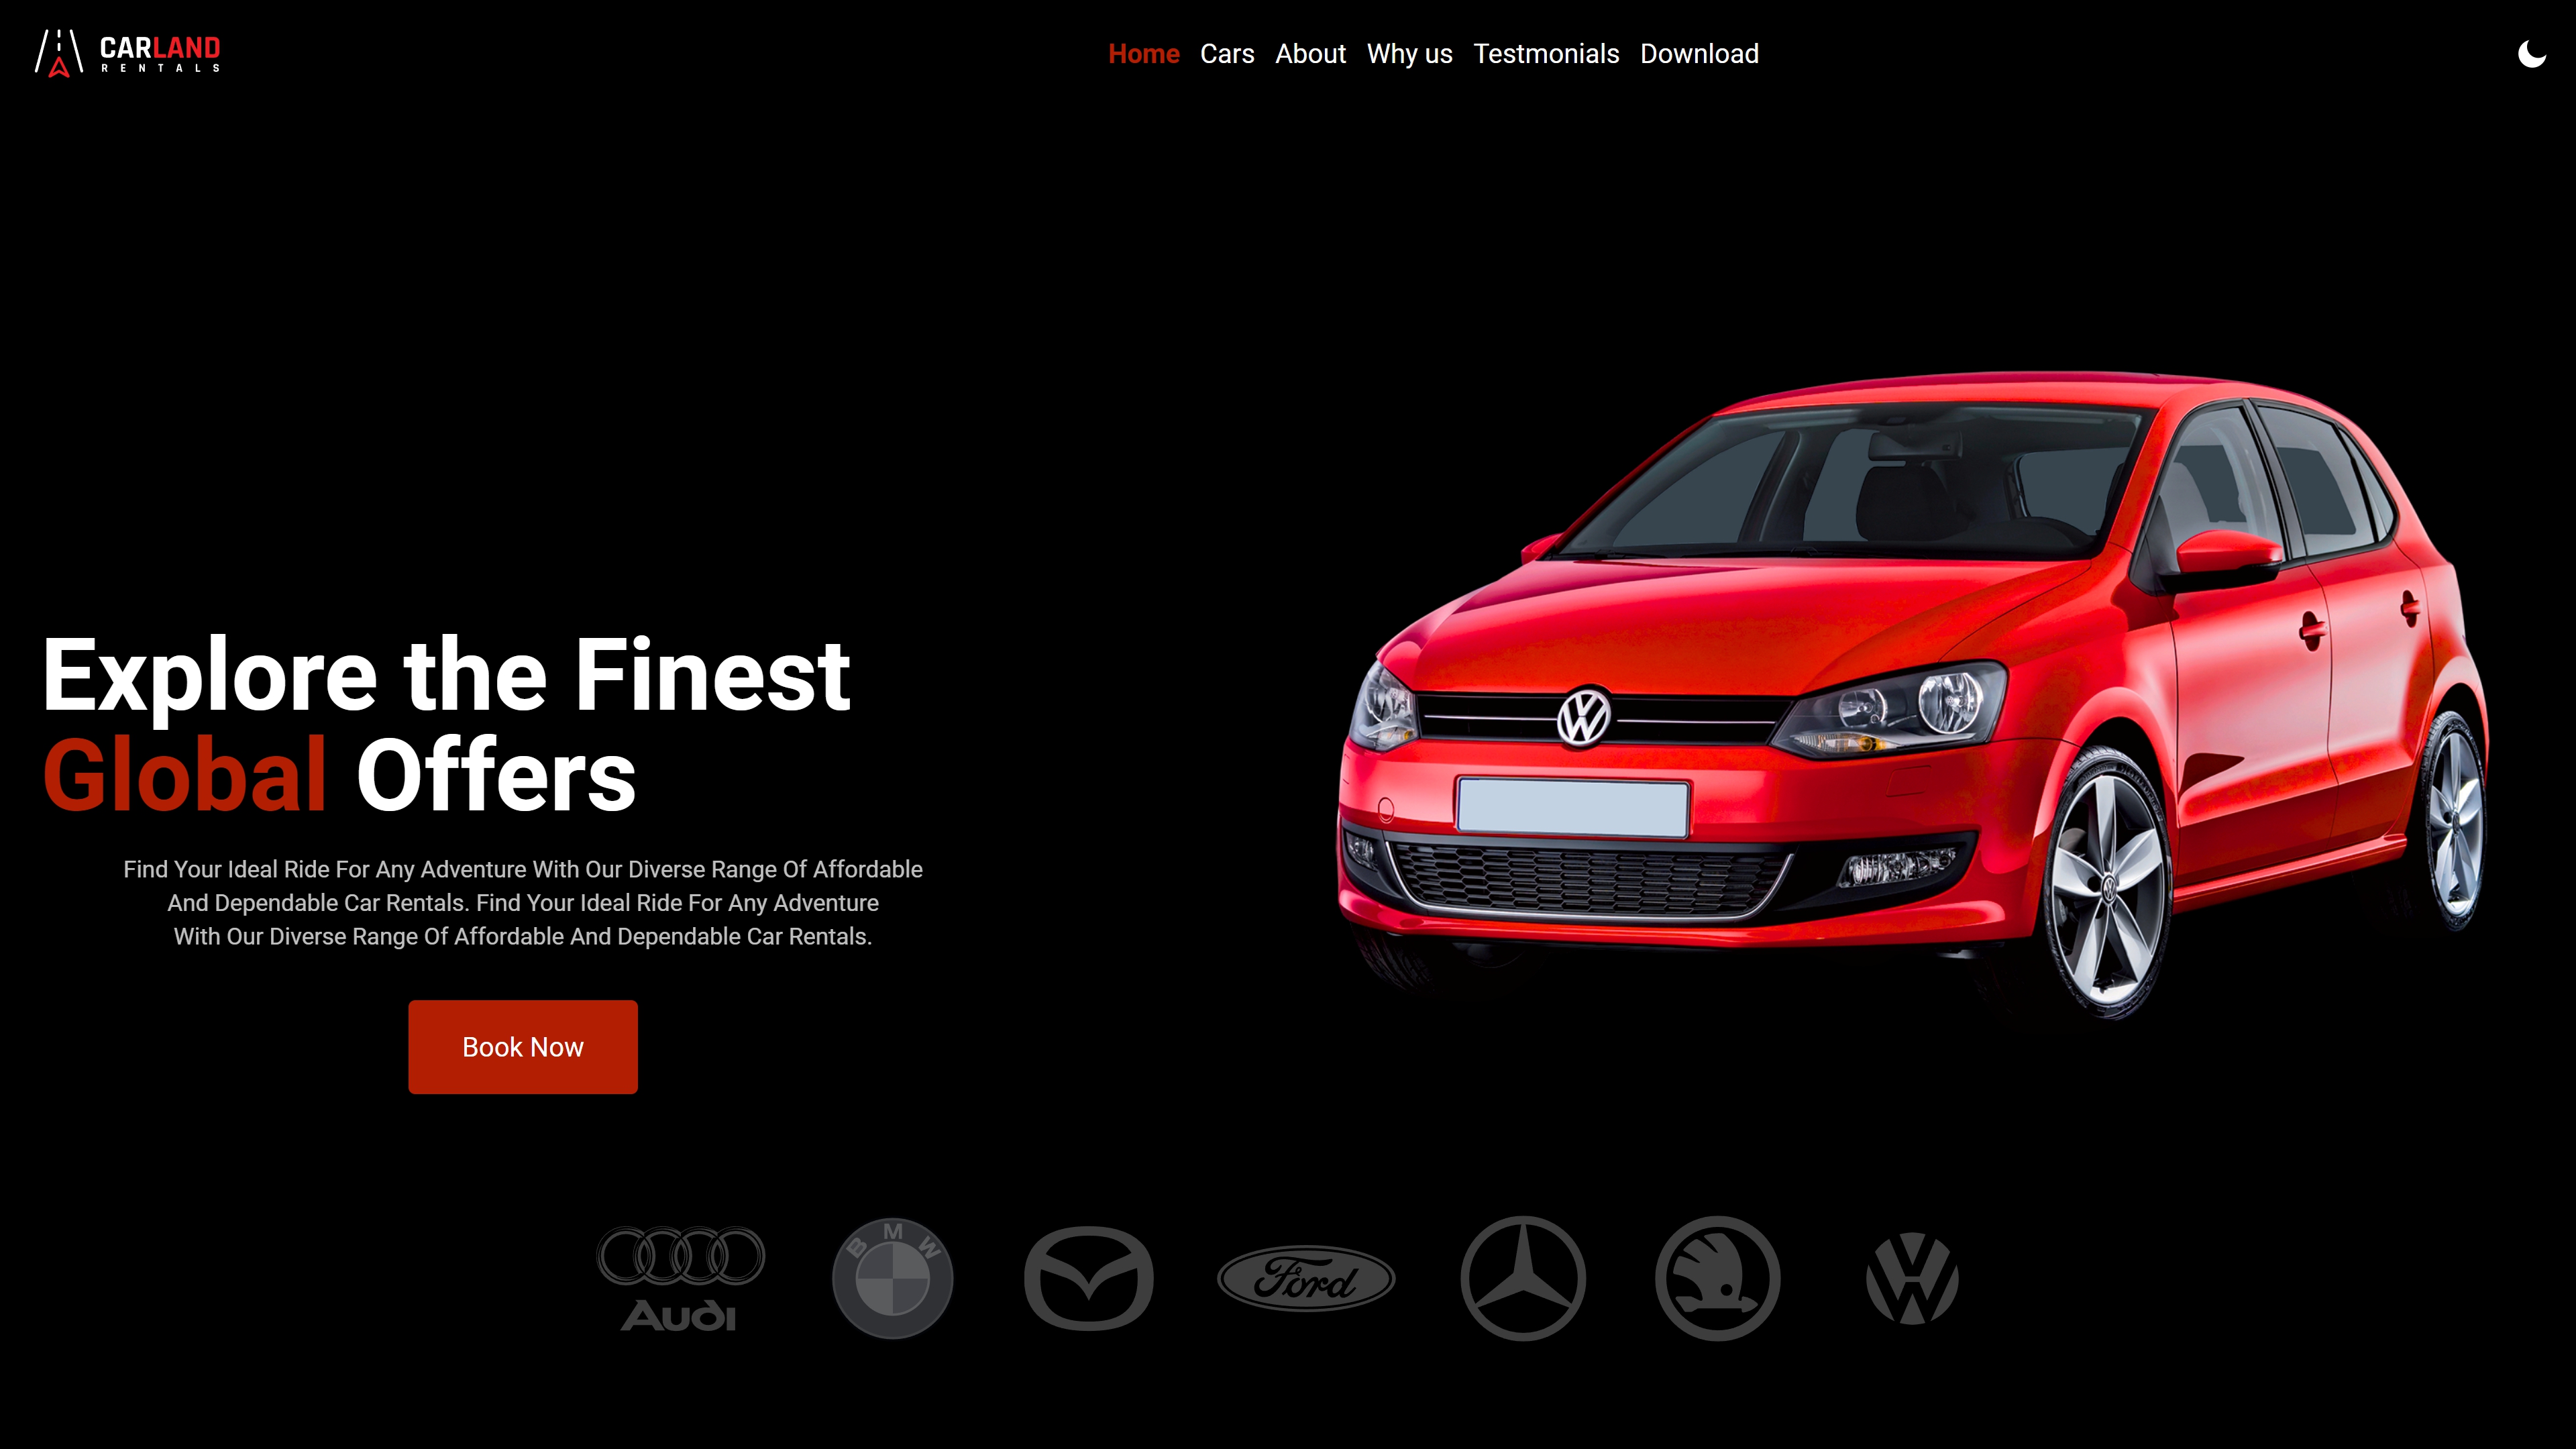 CARLAND
RENTALS
Home Cars About Why us Testmonials Download
Explore the Finest
Global Offers
Find Your Ideal Ride For Any Adventure With Our Diverse Range Of Affordable
And Dependable Car Rentals. Find Your Ideal Ride For Any Adventure
With Our Diverse Range Of Affordable And Dependable Car Rentals.
Book Now
Audi
BMW
Ford